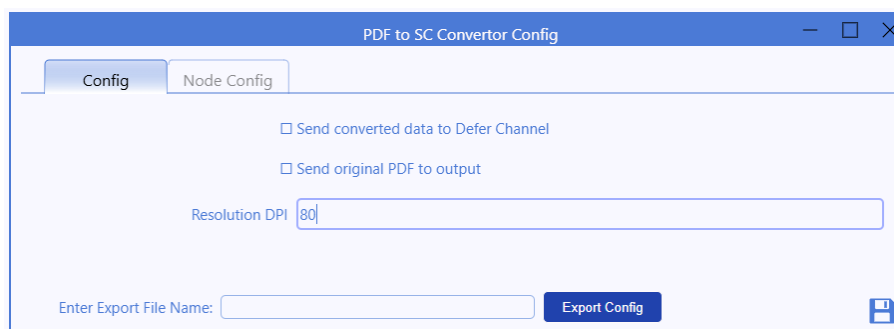 PDF to SC Convertor Config
Config Node Config
Send converted data to Defer Channel
Send original PDF to output
Resolution DPI 80
Enter Export File Name: Export Config